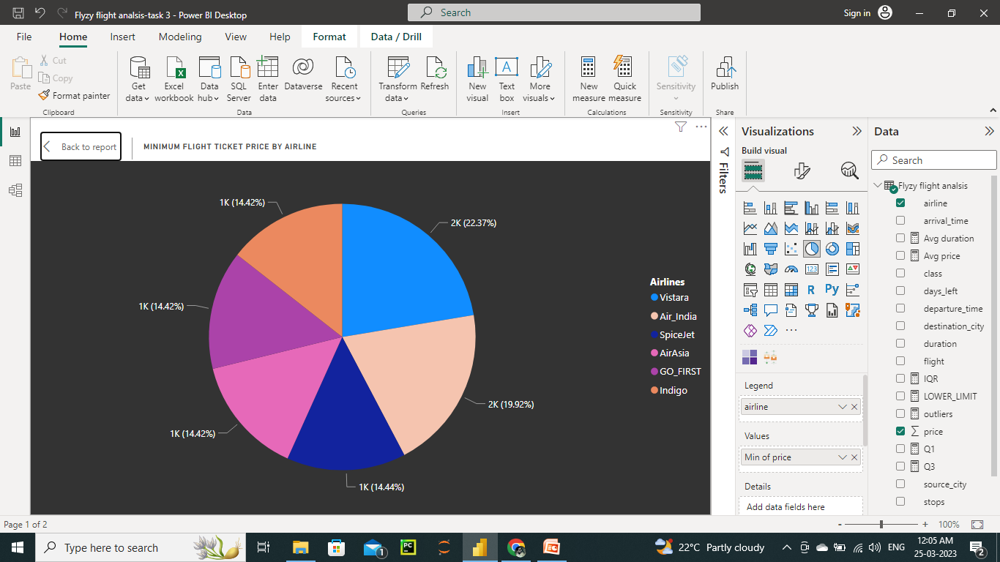 Flyzy flight analsis-task 3 - Power BI Desktop
Search
Sign in
File Home Insert Modeling View Help Format Data / Drill
Paste
Cut
Copy
Format painter
Clipboard
Get data
Excel workbook
Data hub
SQL Server
Enter data
Dataverse
Recent sources
Data
Transform data
Refresh
Queries
New visual
Text box
More visuals
Insert
New measure
Quick measure
Calculations
Sensitivity
Sensitivity
Publish
Share
Back to report
MINIMUM FLIGHT TICKET PRICE BY AIRLINE
1K (14.42%)
2K (22.37%)
1K (14.42%)
2K (19.92%)
1K (14.42%)
1K (14.44%)
Airlines
Vistara
Air_India
SpiceJet
AirAsia
GO_FIRST
Indigo
Filters
Visualizations
Build visual
123
R
Py
Legend
airline
Values
Min of price
Details
Add data fields here
Data
Search
Flyzy flight analsis
airline
arrival_time
Avg duration
Avg price
class
days_left
departure_time
destination_city
duration
flight
IQR
LOWER_LIMIT
outliers
price
Q1
Q3
source_city
stops
Page 1 of 2
- + 100%
Type here to search
1
PC
22°C Partly cloudy
ENG
12:05 AM
25-03-2023
2